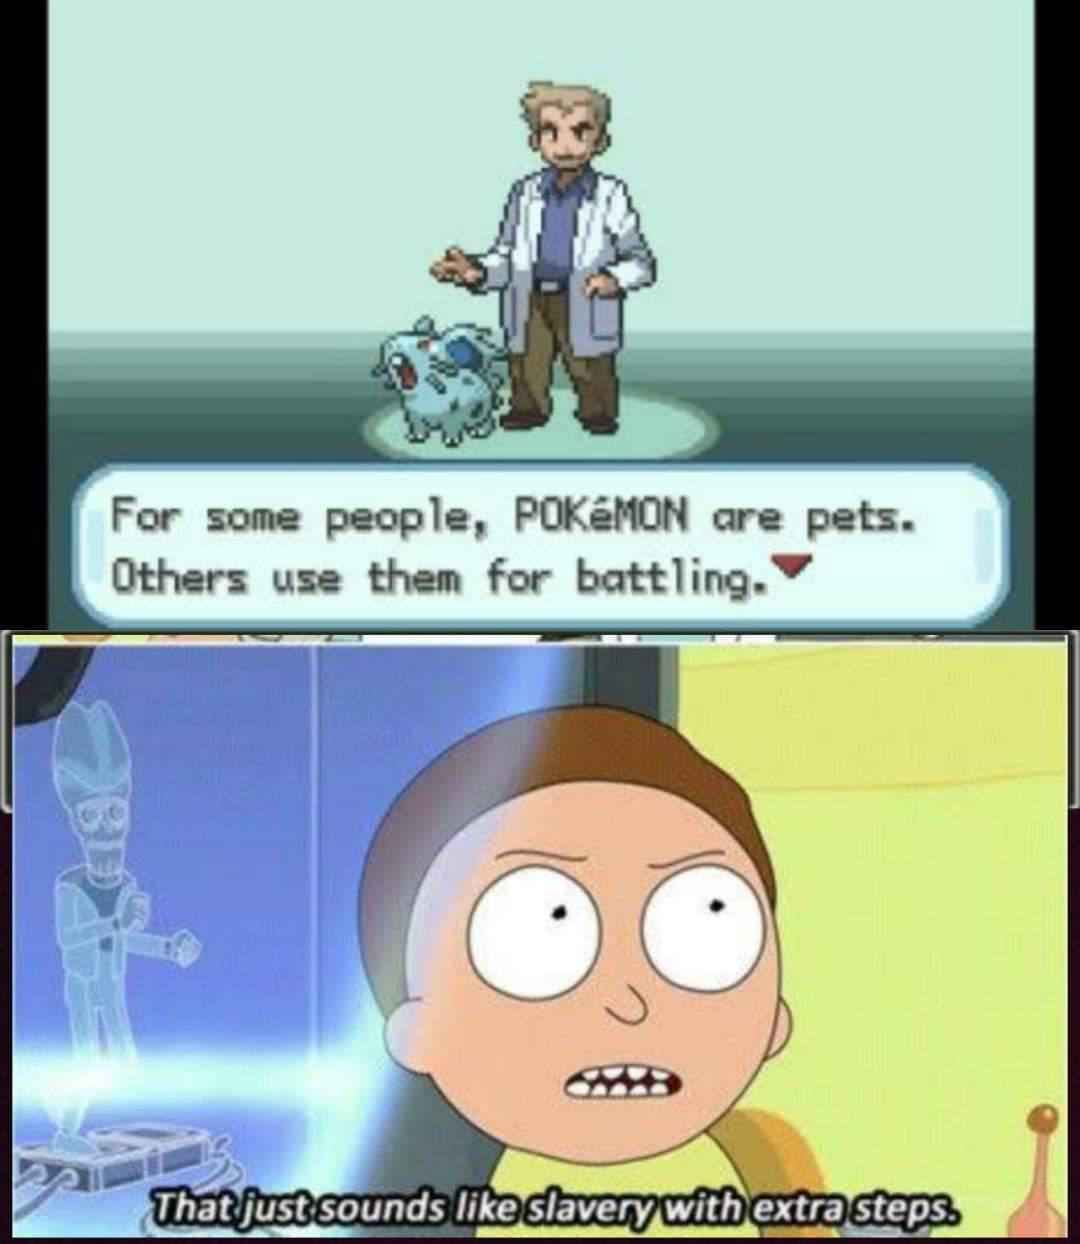 For some people, POKéMON are pets.
Others use them for battling.
That just sounds like slavery with extra steps.